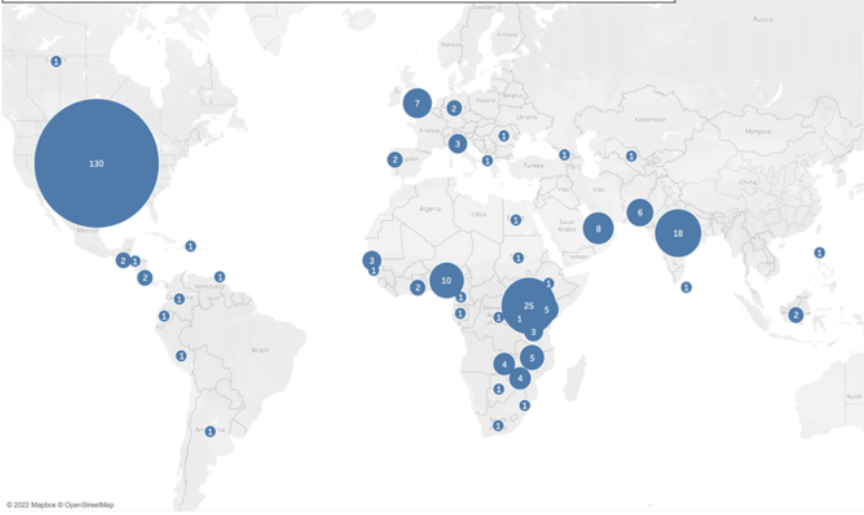 Sweden
Russia
Finland
Norway
1
7
2
Poland
Belarus
Ukraine
Kazakhstan
Mongolia
France
1
3
130
2
1
1
1
Turkey
China
Iraq
Iran
Algeria
Libya
6
Mexico
1
Saudi
Arabia
8
18
1
2
1
3
1
1
Yemen
2
1
Venezuela
1
10
1
1
2
1
25
5
1
1
1
1
3
2
Brazil
1
4
5
4
1
1
1
1
© 2022 Mapbox © OpenStreetMap